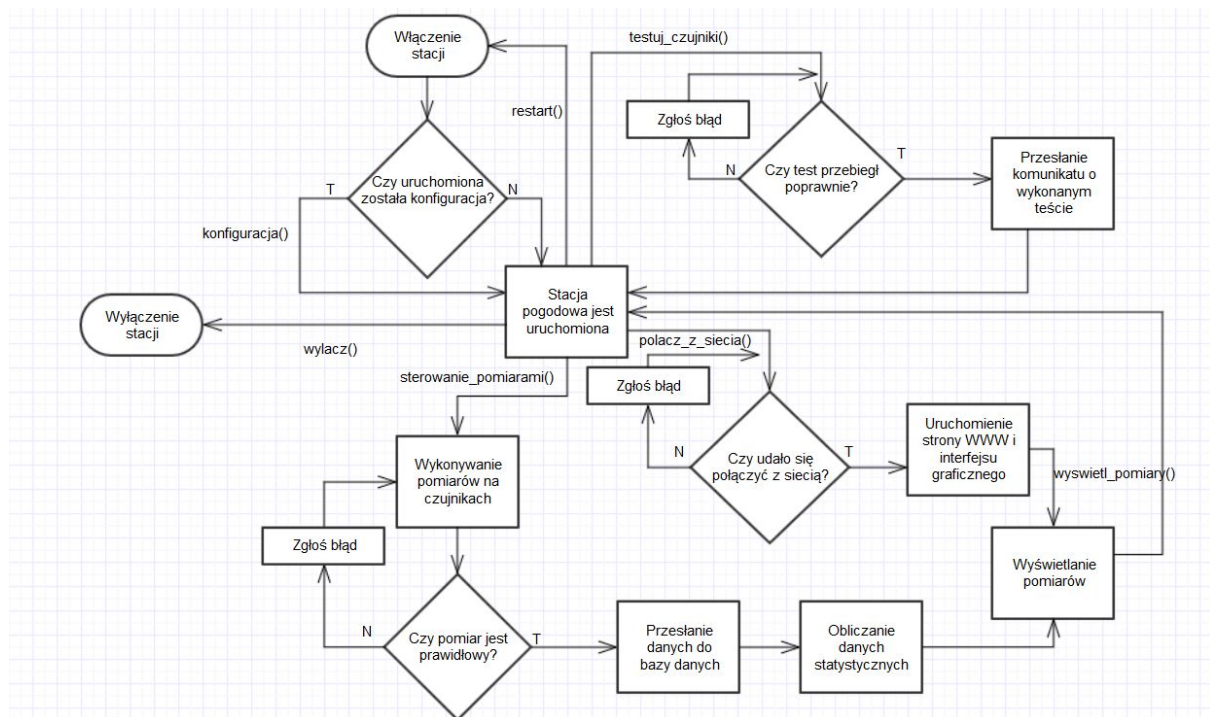 Włączenie
stacji
testuj_czujniki()
restart()
Zgłoś błąd
N
T
Czy test przebiegł
poprawnie?
Przesłanie
komunikatu o
wykonanym
teście
T
N
Czy uruchomiona
została konfiguracja?
konfiguracja()
Stacja
pogodowa jest
uruchomiona
Wyłączenie
stacji
wylacz()
polacz_z_siecia()
sterowanie_pomiarami()
Zgłoś błąd
N
T
Czy udało się
połączyć z siecią?
Uruchomienie
strony WWW i
interfejsu
graficznego
wyswietl_pomiary()
Wykonywanie
pomiarów na
czujnikach
Zgłoś błąd
Wyświetlanie
pomiarów
N
T
Czy pomiar jest
prawidłowy?
Przesłanie
danych do
bazy danych
Obliczanie
danych
statystycznych